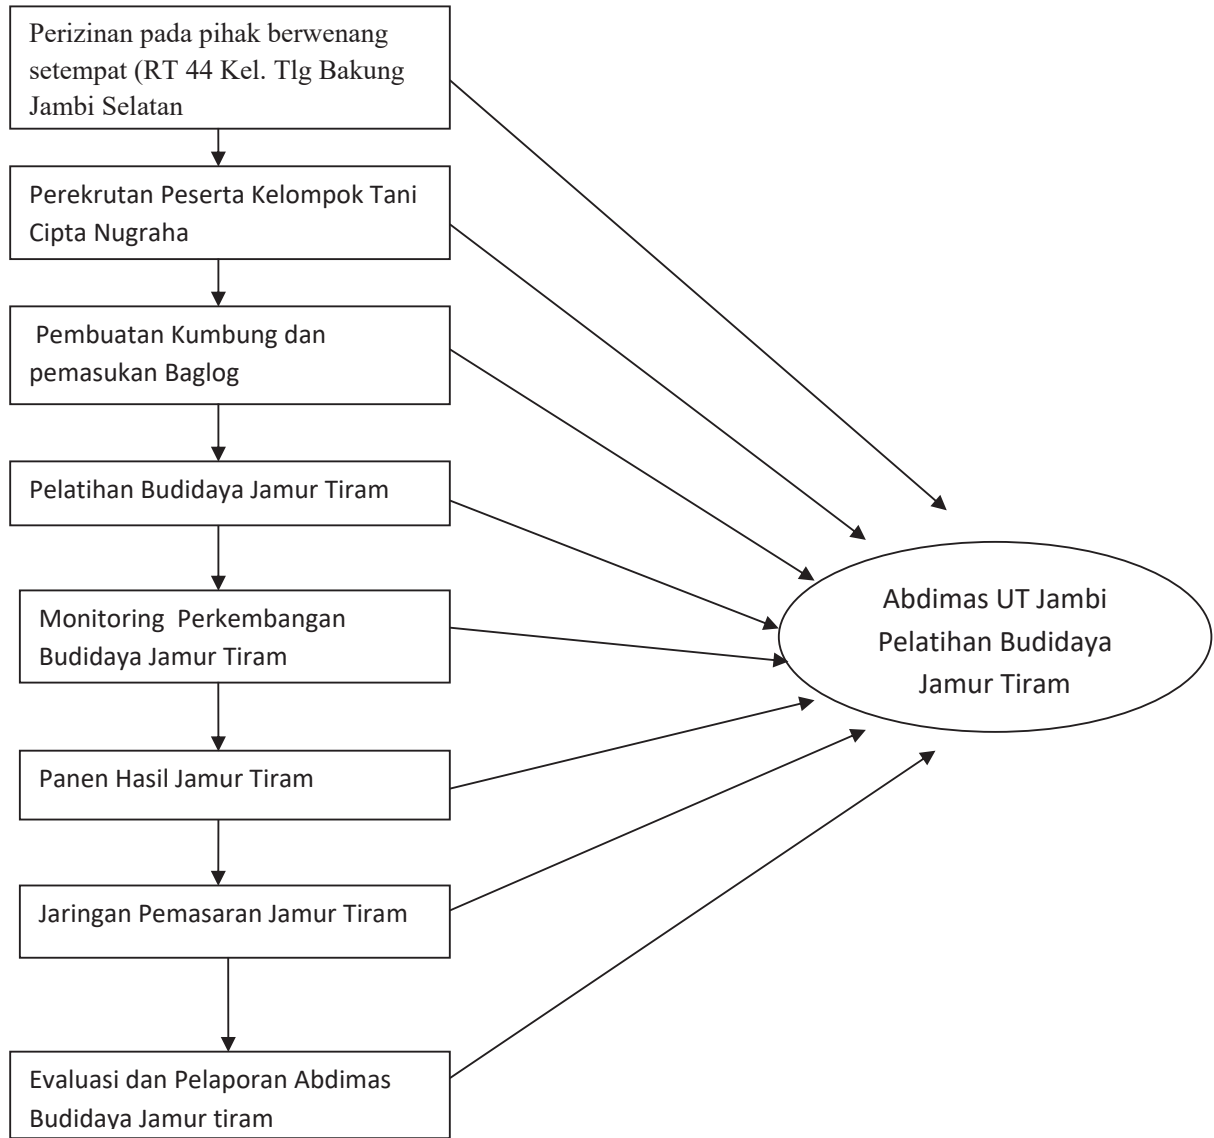 Perizinan pada pihak berwenang
setempat (RT 44 Kel. Tlg Bakung
Jambi Selatan
Perekrutan Peserta Kelompok Tani
Cipta Nugraha
Pembuatan Kumbung dan
pemasukan Baglog
Pelatihan Budidaya Jamur Tiram
Monitoring Perkembangan
Budidaya Jamur Tiram
Panen Hasil Jamur Tiram
Jaringan Pemasaran Jamur Tiram
Evaluasi dan Pelaporan Abdimas
Budidaya Jamur tiram
Abdimas UT Jambi
Pelatihan Budidaya
Jamur Tiram